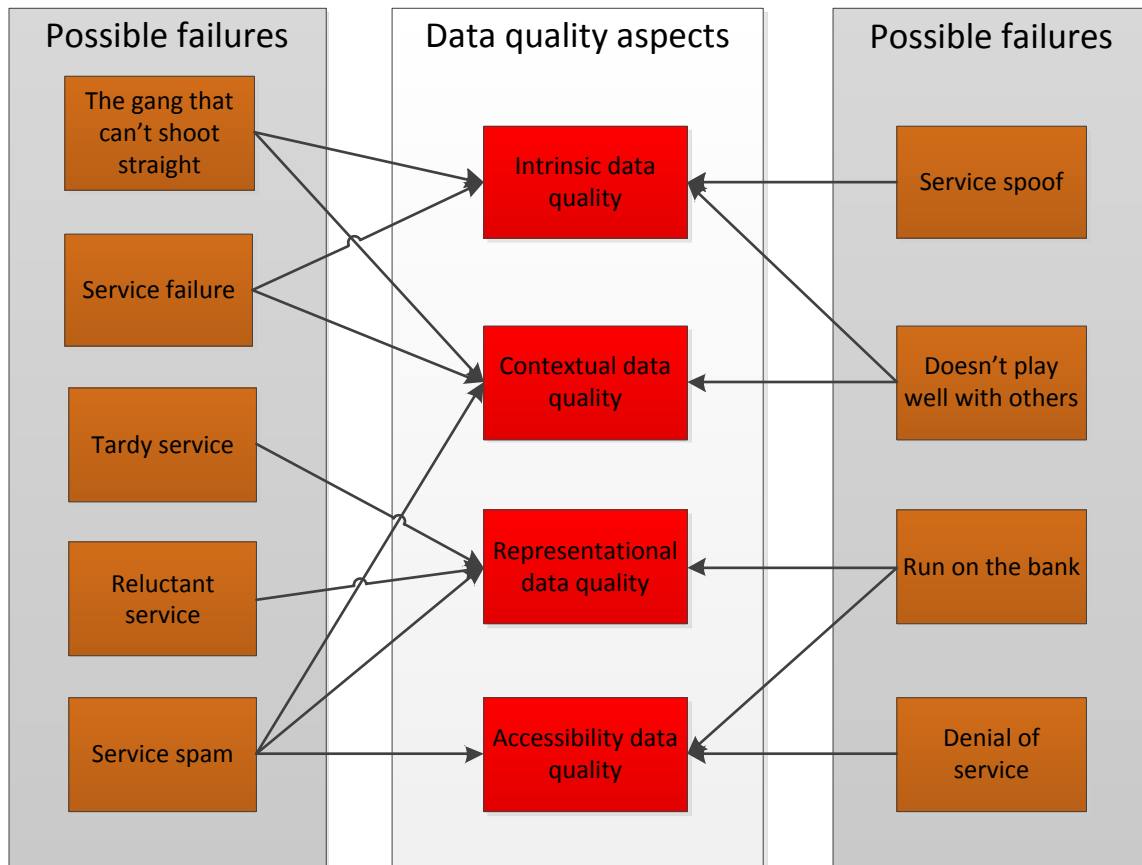 Possible failures
The gang that
can't shoot
straight
Service failure
Tardy service
Reluctant
service
Service spam
Data quality aspects
Intrinsic data
quality
Contextual data
quality
Representational
data quality
Accessibility data
quality
Possible failures
Service spoof
Doesn't play
well with others
Run on the bank
Denial of
service